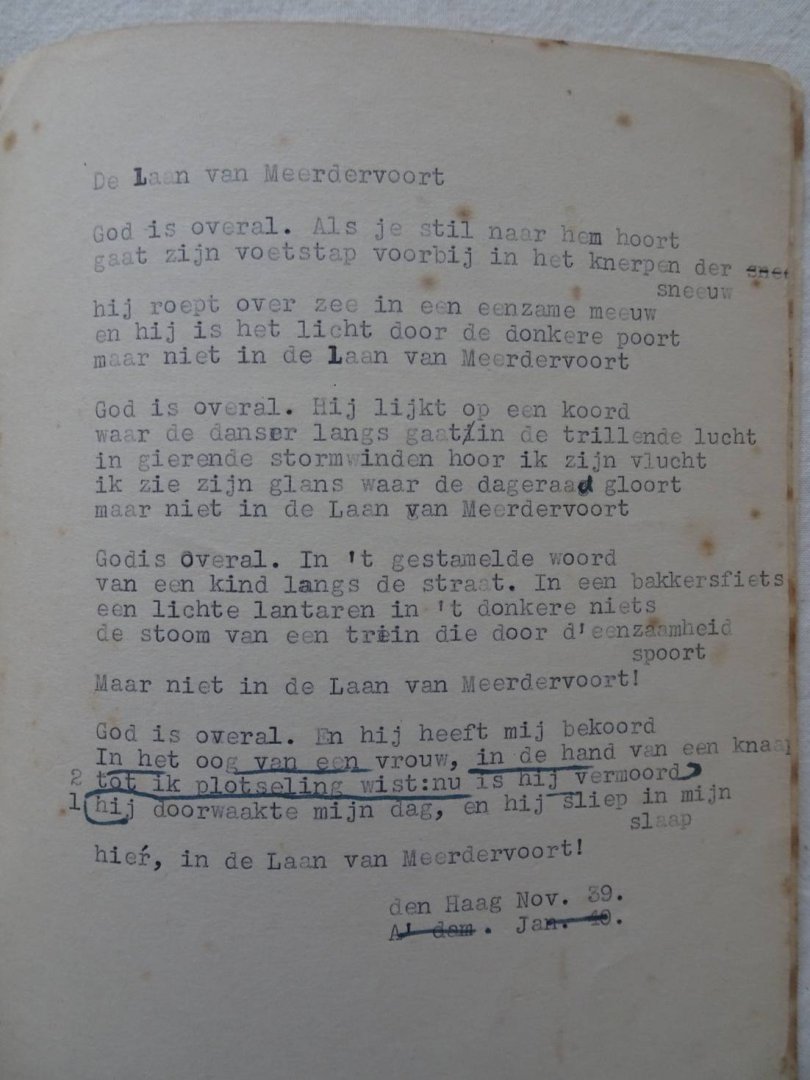 De Laan van Meerdervoort
God is overal. Als je stil naar hem hoort
gaat zijn voetstap voorbij in het knerpen der snee
sneeuw
hij roept over zee in een eenzame meeuw
en hij is het licht door de donkere poort
maar niet in de Laan van Meerdervoort
God is overal. Hij lijkt op een koord
waar de danser langs gaat/in de trillende lucht
in gierende stormwinden hoor ik zijn vlucht
ik zie zijn glans waar de dageraad gloort
maar niet in de Laan van Meerdervoort
Godis overal. In 't gestamelde woord
van een kind langs de straat. In een bakkersfiets
een lichte lantaren in 't donkere niets
de stoom van een trein die door d'eenzaamheid
spoort
Maar niet in de Laan van Meerdervoort!
God is overal. En hij heeft mij bekoord
In het oog van een vrouw, in de hand van een knaap
2 tot ik plotseling wist:nu is hij vermoord
1 hij doorwaakte mijn dag, en hij sliep in mijn
slaap
hier, in de Laan van Meerdervoort!
den Haag Nov. 39.
A' dam. Jan. 40.